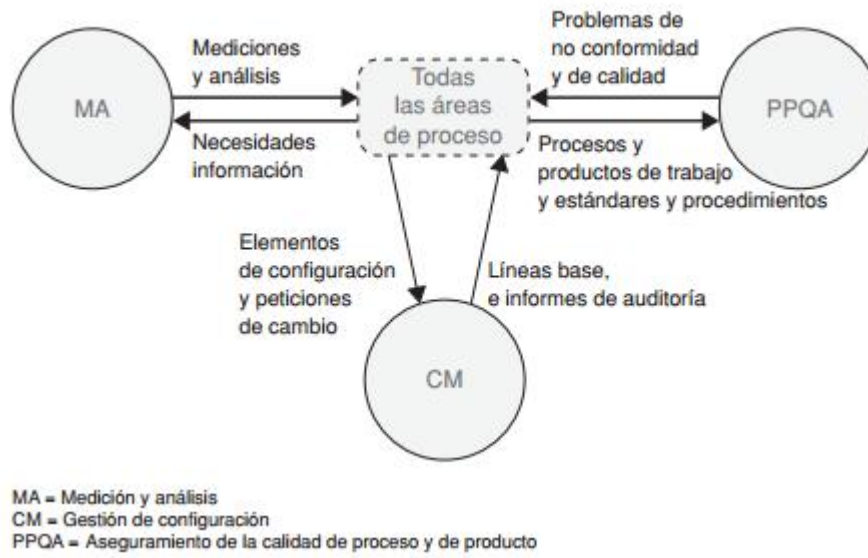 Mediciones
y análisis
Problemas de
no conformidad
y de calidad
MA
Todas
las áreas
de proceso
PPQA
Necesidades
información
Procesos y
productos de trabajo
y estándares y procedimientos
Elementos
de configuración
y peticiones
de cambio
Líneas base,
e informes de auditoría
CM
MA = Medición y análisis
CM = Gestión de configuración
PPQA = Aseguramiento de la calidad de proceso y de producto